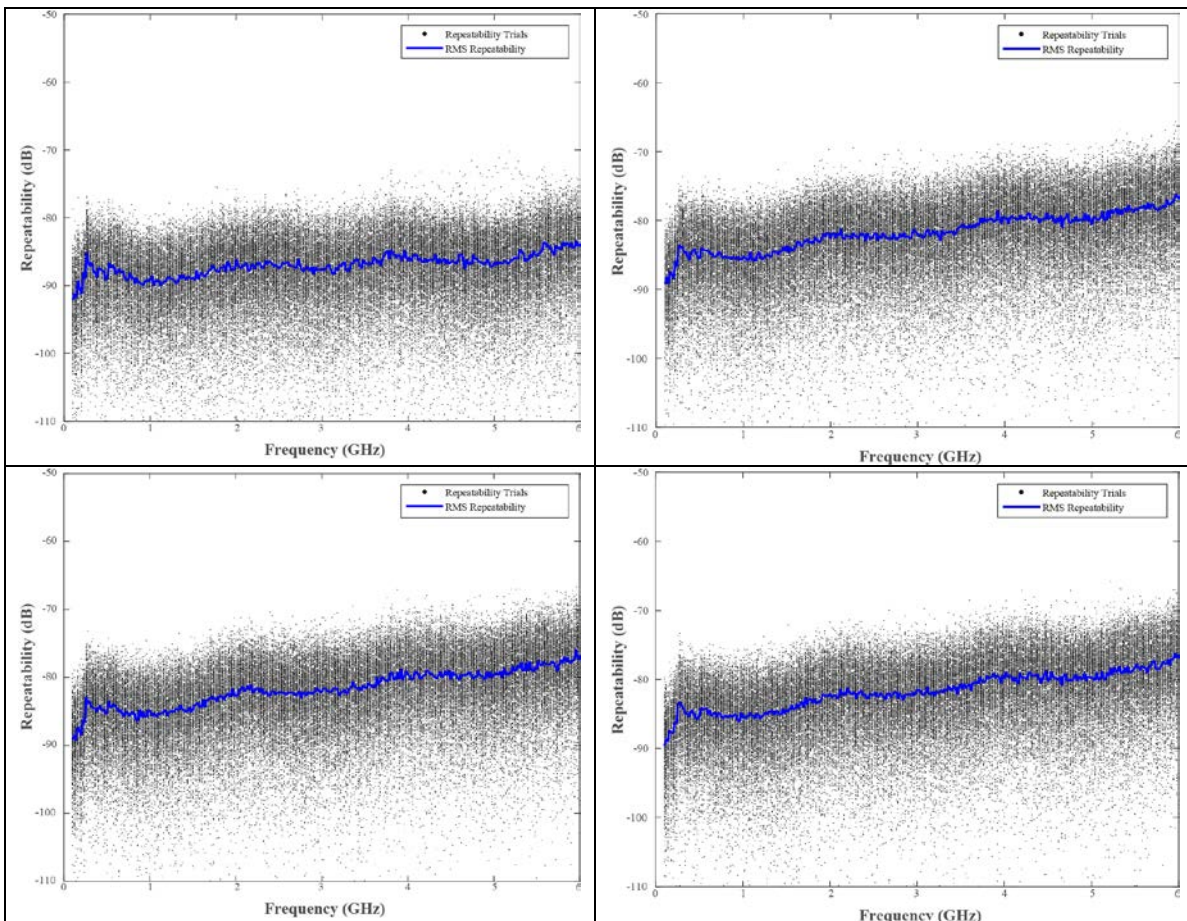 -50
Repeatability Trials
RMS Repeatability
-60
-70
-80
-90
-100
-110
Repeatability (dB)
0 1 2 3 4 5 6
Frequency (GHz)
-50
Repeatability Trials
RMS Repeatability
-60
-70
-80
-90
-100
-110
Repeatability (dB)
0 1 2 3 4 5 6
Frequency (GHz)
-50
Repeatability Trials
RMS Repeatability
-60
-70
-80
-90
-100
-110
Repeatability (dB)
0 1 2 3 4 5 6
Frequency (GHz)
-50
Repeatability Trials
RMS Repeatability
-60
-70
-80
-90
-100
-110
Repeatability (dB)
0 1 2 3 4 5 6
Frequency (GHz)